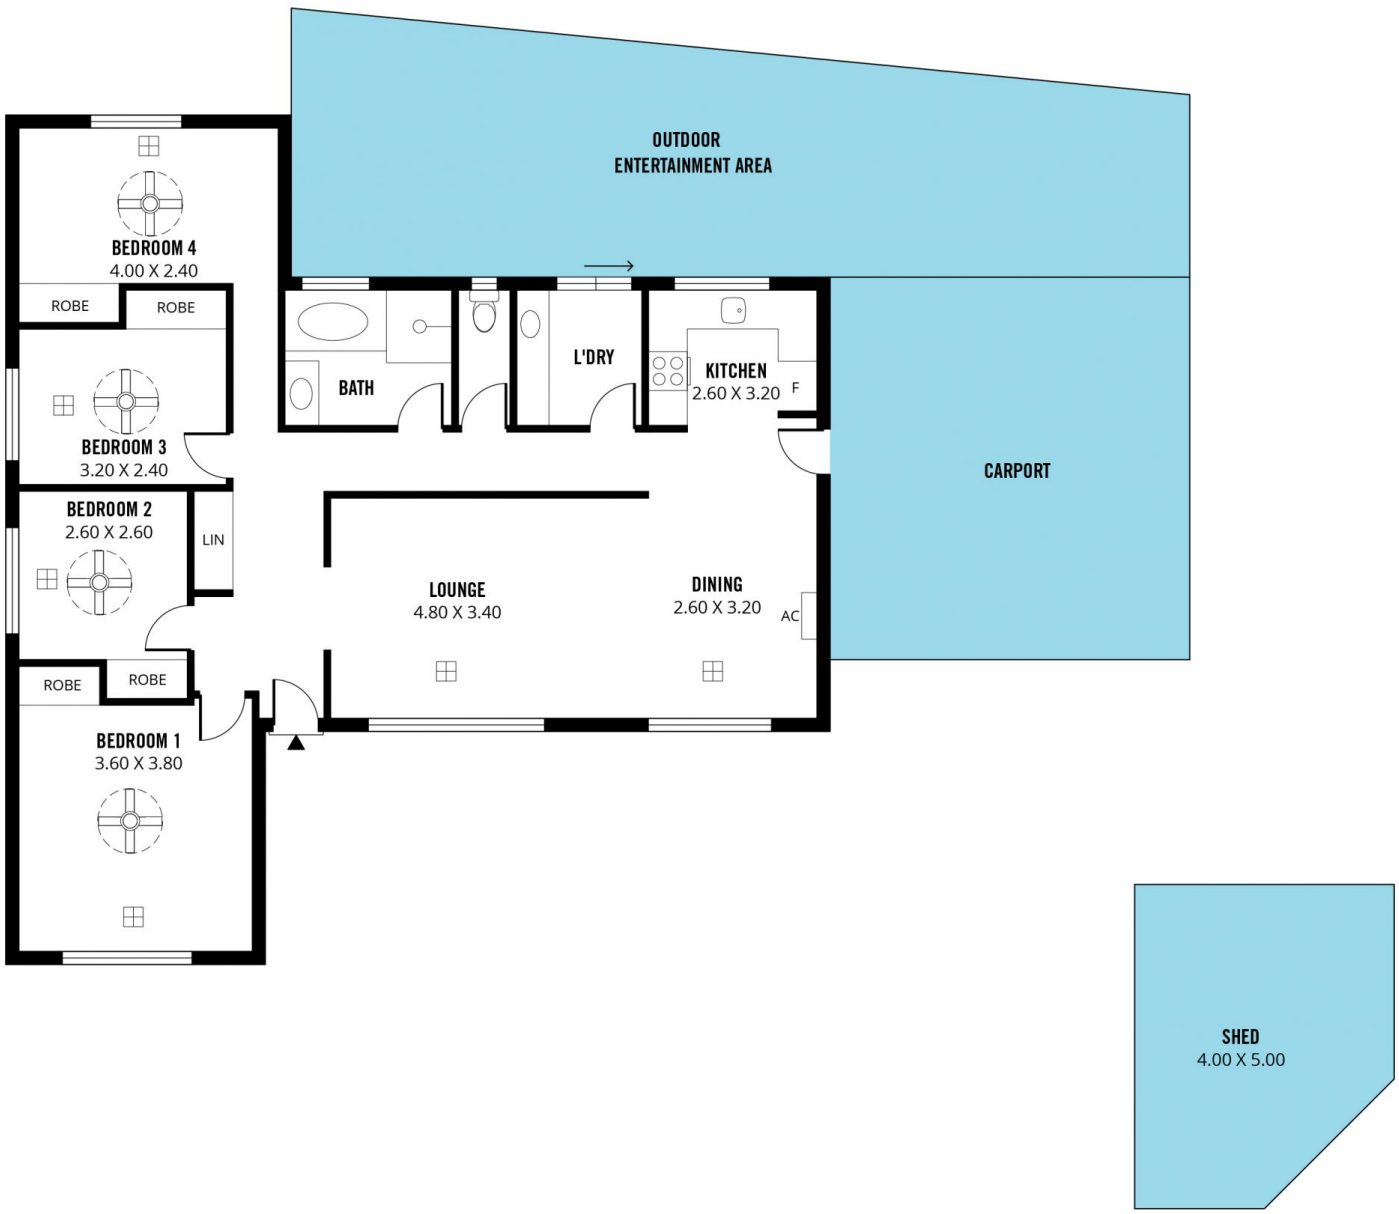 OUTDOOR
ENTERTAINMENT AREA
BEDROOM 4
4.00 X 2.40
ROBE
ROBE
BATH
L'DRY
KITCHEN
2.60 X 3.20
F
BEDROOM 3
3.20 X 2.40
CARPORT
BEDROOM 2
2.60 X 2.60
LIN
LOUNGE
4.80 X 3.40
DINING
2.60 X 3.20
AC
ROBE
ROBE
BEDROOM 1
3.60 X 3.80
SHED
4.00 X 5.00